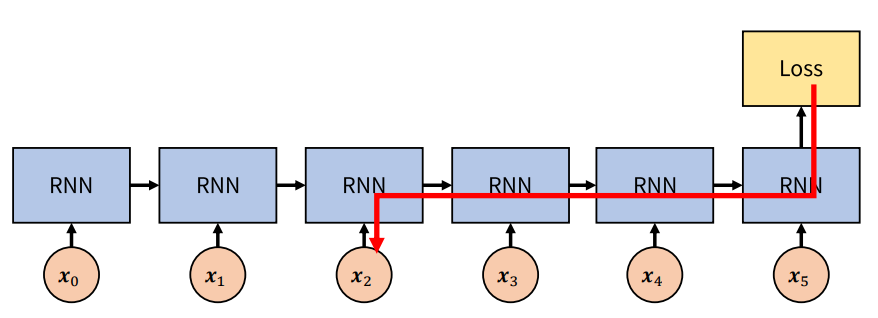 Loss
RNN RNN RNN RNN RNN RNN
x₀ x₁ x₂ x₃ x₄ x₅